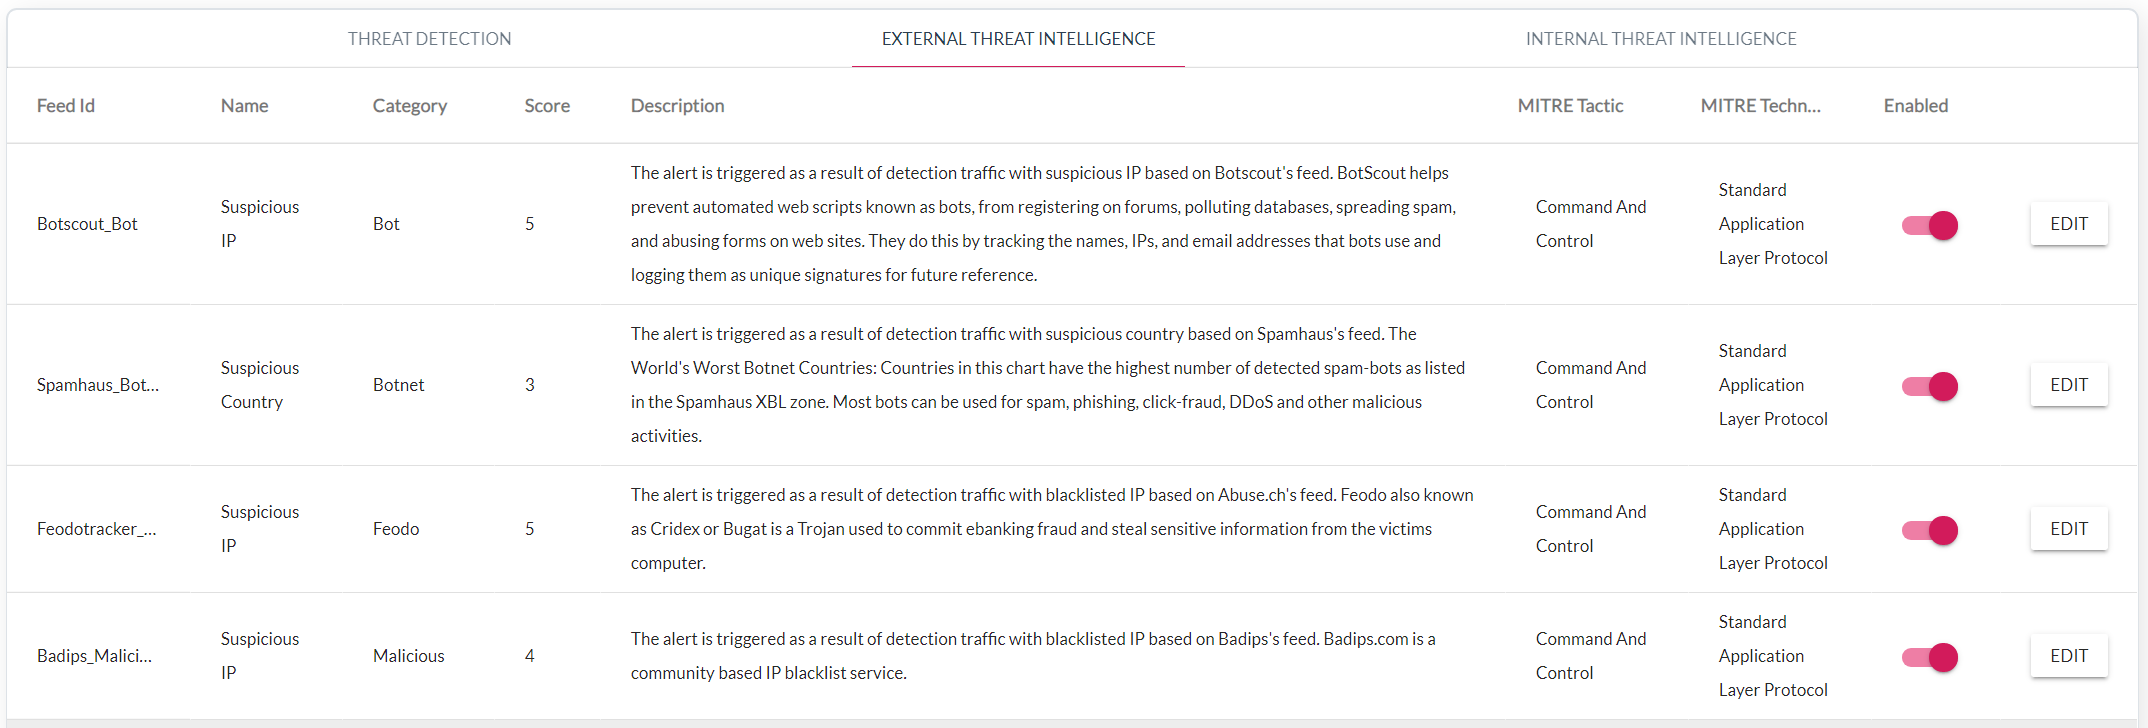 THREAT DETECTION EXTERNAL THREAT INTELLIGENCE INTERNAL THREAT INTELLIGENCE
Feed Id Name Category Score Description MITRE Tactic MITRE Techn... Enabled
Botscout_Bot
Suspicious
IP
Bot
5
The alert is triggered as a result of detection traffic with suspicious IP based on Botscout's feed. BotScout helps
prevent automated web scripts known as bots, from registering on forums, polluting databases, spreading spam,
and abusing forms on web sites. They do this by tracking the names, IPs, and email addresses that bots use and
logging them as unique signatures for future reference.
Command And
Control
Standard
Application
Layer Protocol
EDIT
Spamhaus_Bot...
Suspicious
Country
Botnet
3
The alert is triggered as a result of detection traffic with suspicious country based on Spamhaus's feed. The
World's Worst Botnet Countries: Countries in this chart have the highest number of detected spam-bots as listed
in the Spamhaus XBL zone. Most bots can be used for spam, phishing, click-fraud, DDoS and other malicious
activities.
Command And
Control
Standard
Application
Layer Protocol
EDIT
Feodotracker_...
Suspicious
IP
Feodo
5
The alert is triggered as a result of detection traffic with blacklisted IP based on Abuse.ch's feed. Feodo also known
as Cridex or Bugat is a Trojan used to commit ebanking fraud and steal sensitive information from the victims
computer.
Command And
Control
Standard
Application
Layer Protocol
EDIT
Badips_Malici...
Suspicious
IP
Malicious
4
The alert is triggered as a result of detection traffic with blacklisted IP based on Badips's feed. Badips.com is a
community based IP blacklist service.
Command And
Control
Standard
Application
Layer Protocol
EDIT